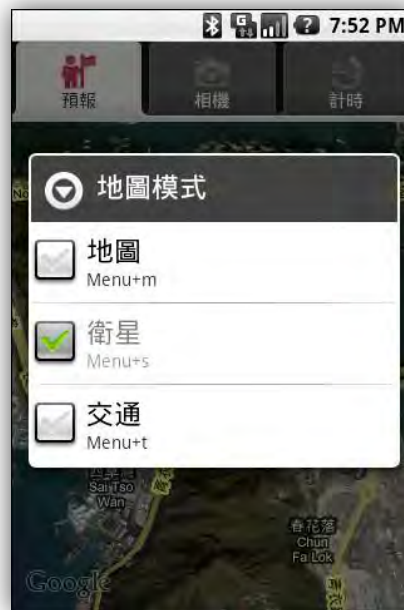 7:52 PM
預報
相機
計時
No
地圖模式
地圖
Menu+m
衛星
Menu+s
交通
Menu+t
Sai Tso
Wan
春花落
Chun
Fa Lok
Google